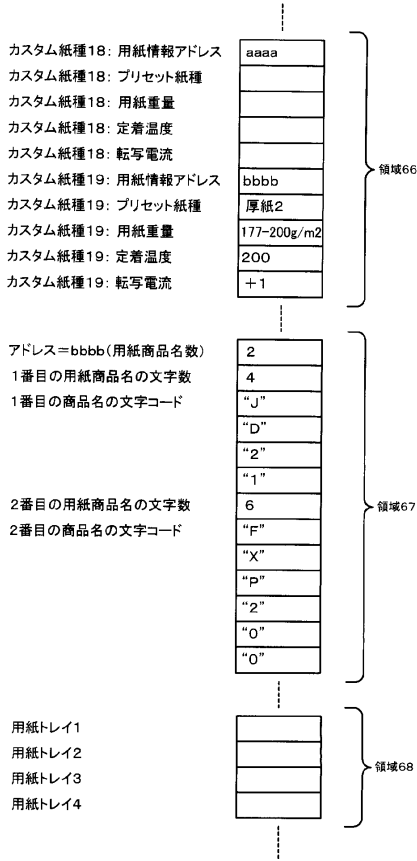 カスタム紙種18: 用紙情報アドレス aaaa
カスタム紙種18: プリセット紙種
カスタム紙種18: 用紙重量
カスタム紙種18: 定着温度
カスタム紙種18: 転写電流
カスタム紙種19: 用紙情報アドレス bbbb
カスタム紙種19: プリセット紙種 厚紙2
カスタム紙種19: 用紙重量 177-200g/m2
カスタム紙種19: 定着温度 200
カスタム紙種19: 転写電流 +1
領域66
アドレス=bbbb(用紙商品名数) 2
1番目の用紙商品名の文字数 4
1番目の商品名の文字コード "J"
"D"
"2"
"1"
2番目の用紙商品名の文字数 6
2番目の商品名の文字コード "F"
"X"
"P"
"2"
"0"
"0"
領域67
用紙トレイ1
用紙トレイ2
用紙トレイ3
用紙トレイ4
領域68